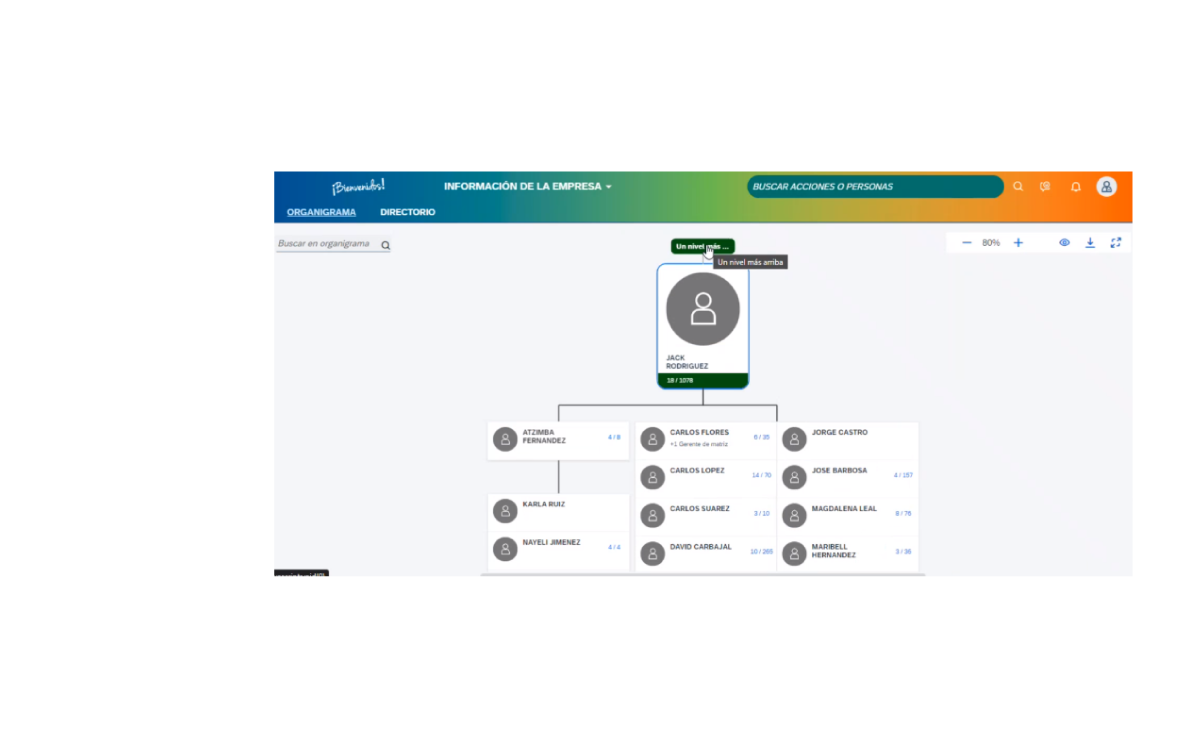 ¡Bienvenid@s!
INFORMACIÓN DE LA EMPRESA
BUSCAR ACCIONES O PERSONAS
ORGANIGRAMA DIRECTORIO
Buscar en organigrama
Un nivel más ...
80%
Un nivel más arriba
JACK
RODRIGUEZ
18 / 1078
ATZIMBA
FERNANDEZ
4 / 8
KARLA RUIZ
NAYELI JIMENEZ
4 / 4
CARLOS FLORES
+1 Gerente de matriz
6 / 35
CARLOS LOPEZ
14 / 70
CARLOS SUAREZ
3 / 10
DAVID CARBAJAL
10 / 265
JORGE CASTRO
JOSE BARBOSA
4 / 157
MAGDALENA LEAL
9 / 76
MARIBELL
HERNANDEZ
3 / 36